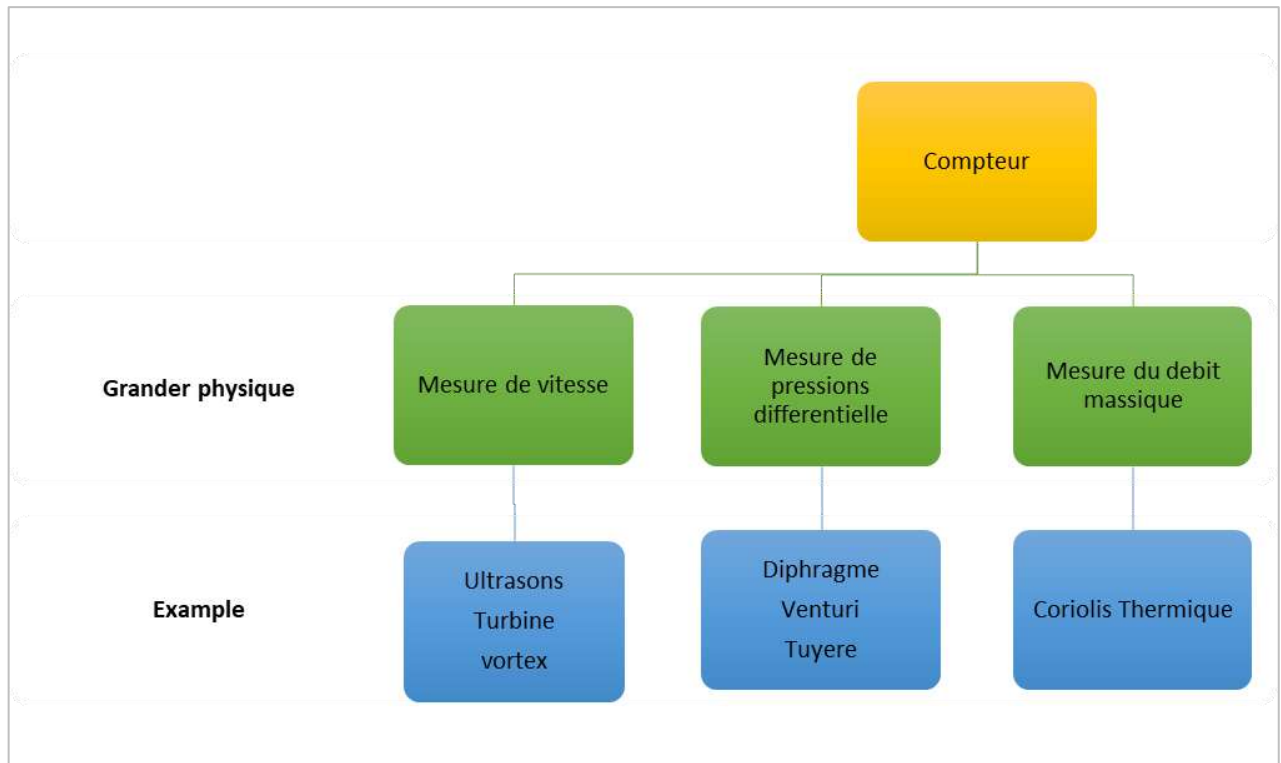 Compteur
Grander physique
Mesure de vitesse
Mesure de
pressions
differentielle
Mesure du debit
massique
Example
Ultrasons
Turbine
vortex
Diphragme
Venturi
Tuyere
Coriolis Thermique